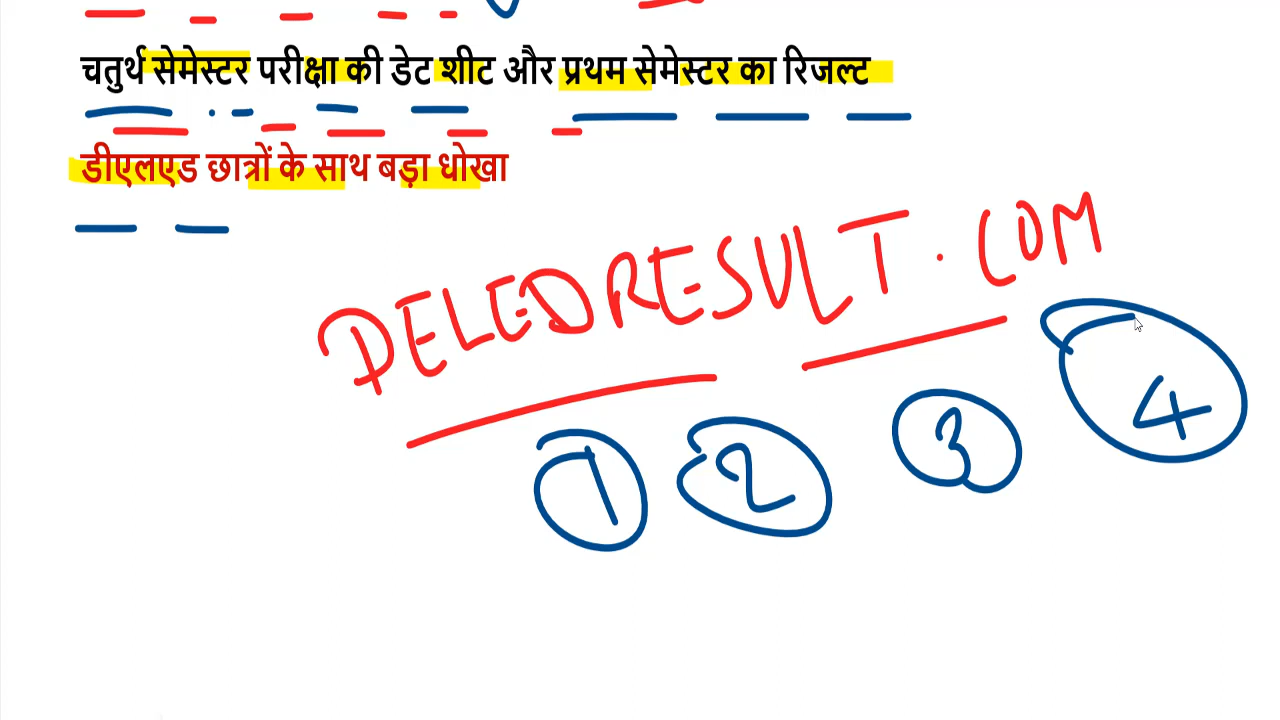 चतुर्थ सेमेस्टर परीक्षा की डेट शीट और प्रथम सेमेस्टर का रिजल्ट
डीएलएड छात्रों के साथ बड़ा धोखा
DELEDRESULT.COM
1 2 3 4